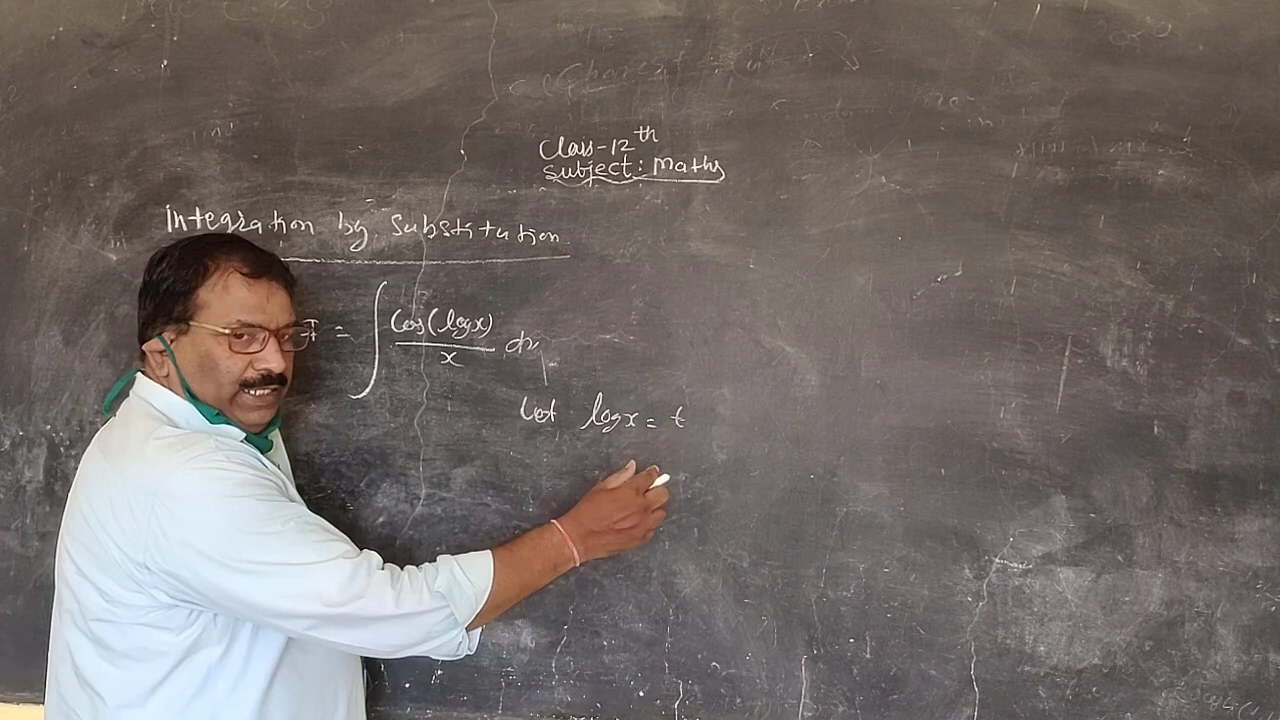 Class-12th
Subject: Maths
Integration by Substitution
I = ∫ Cos(logx)/x dx
Let logx = t